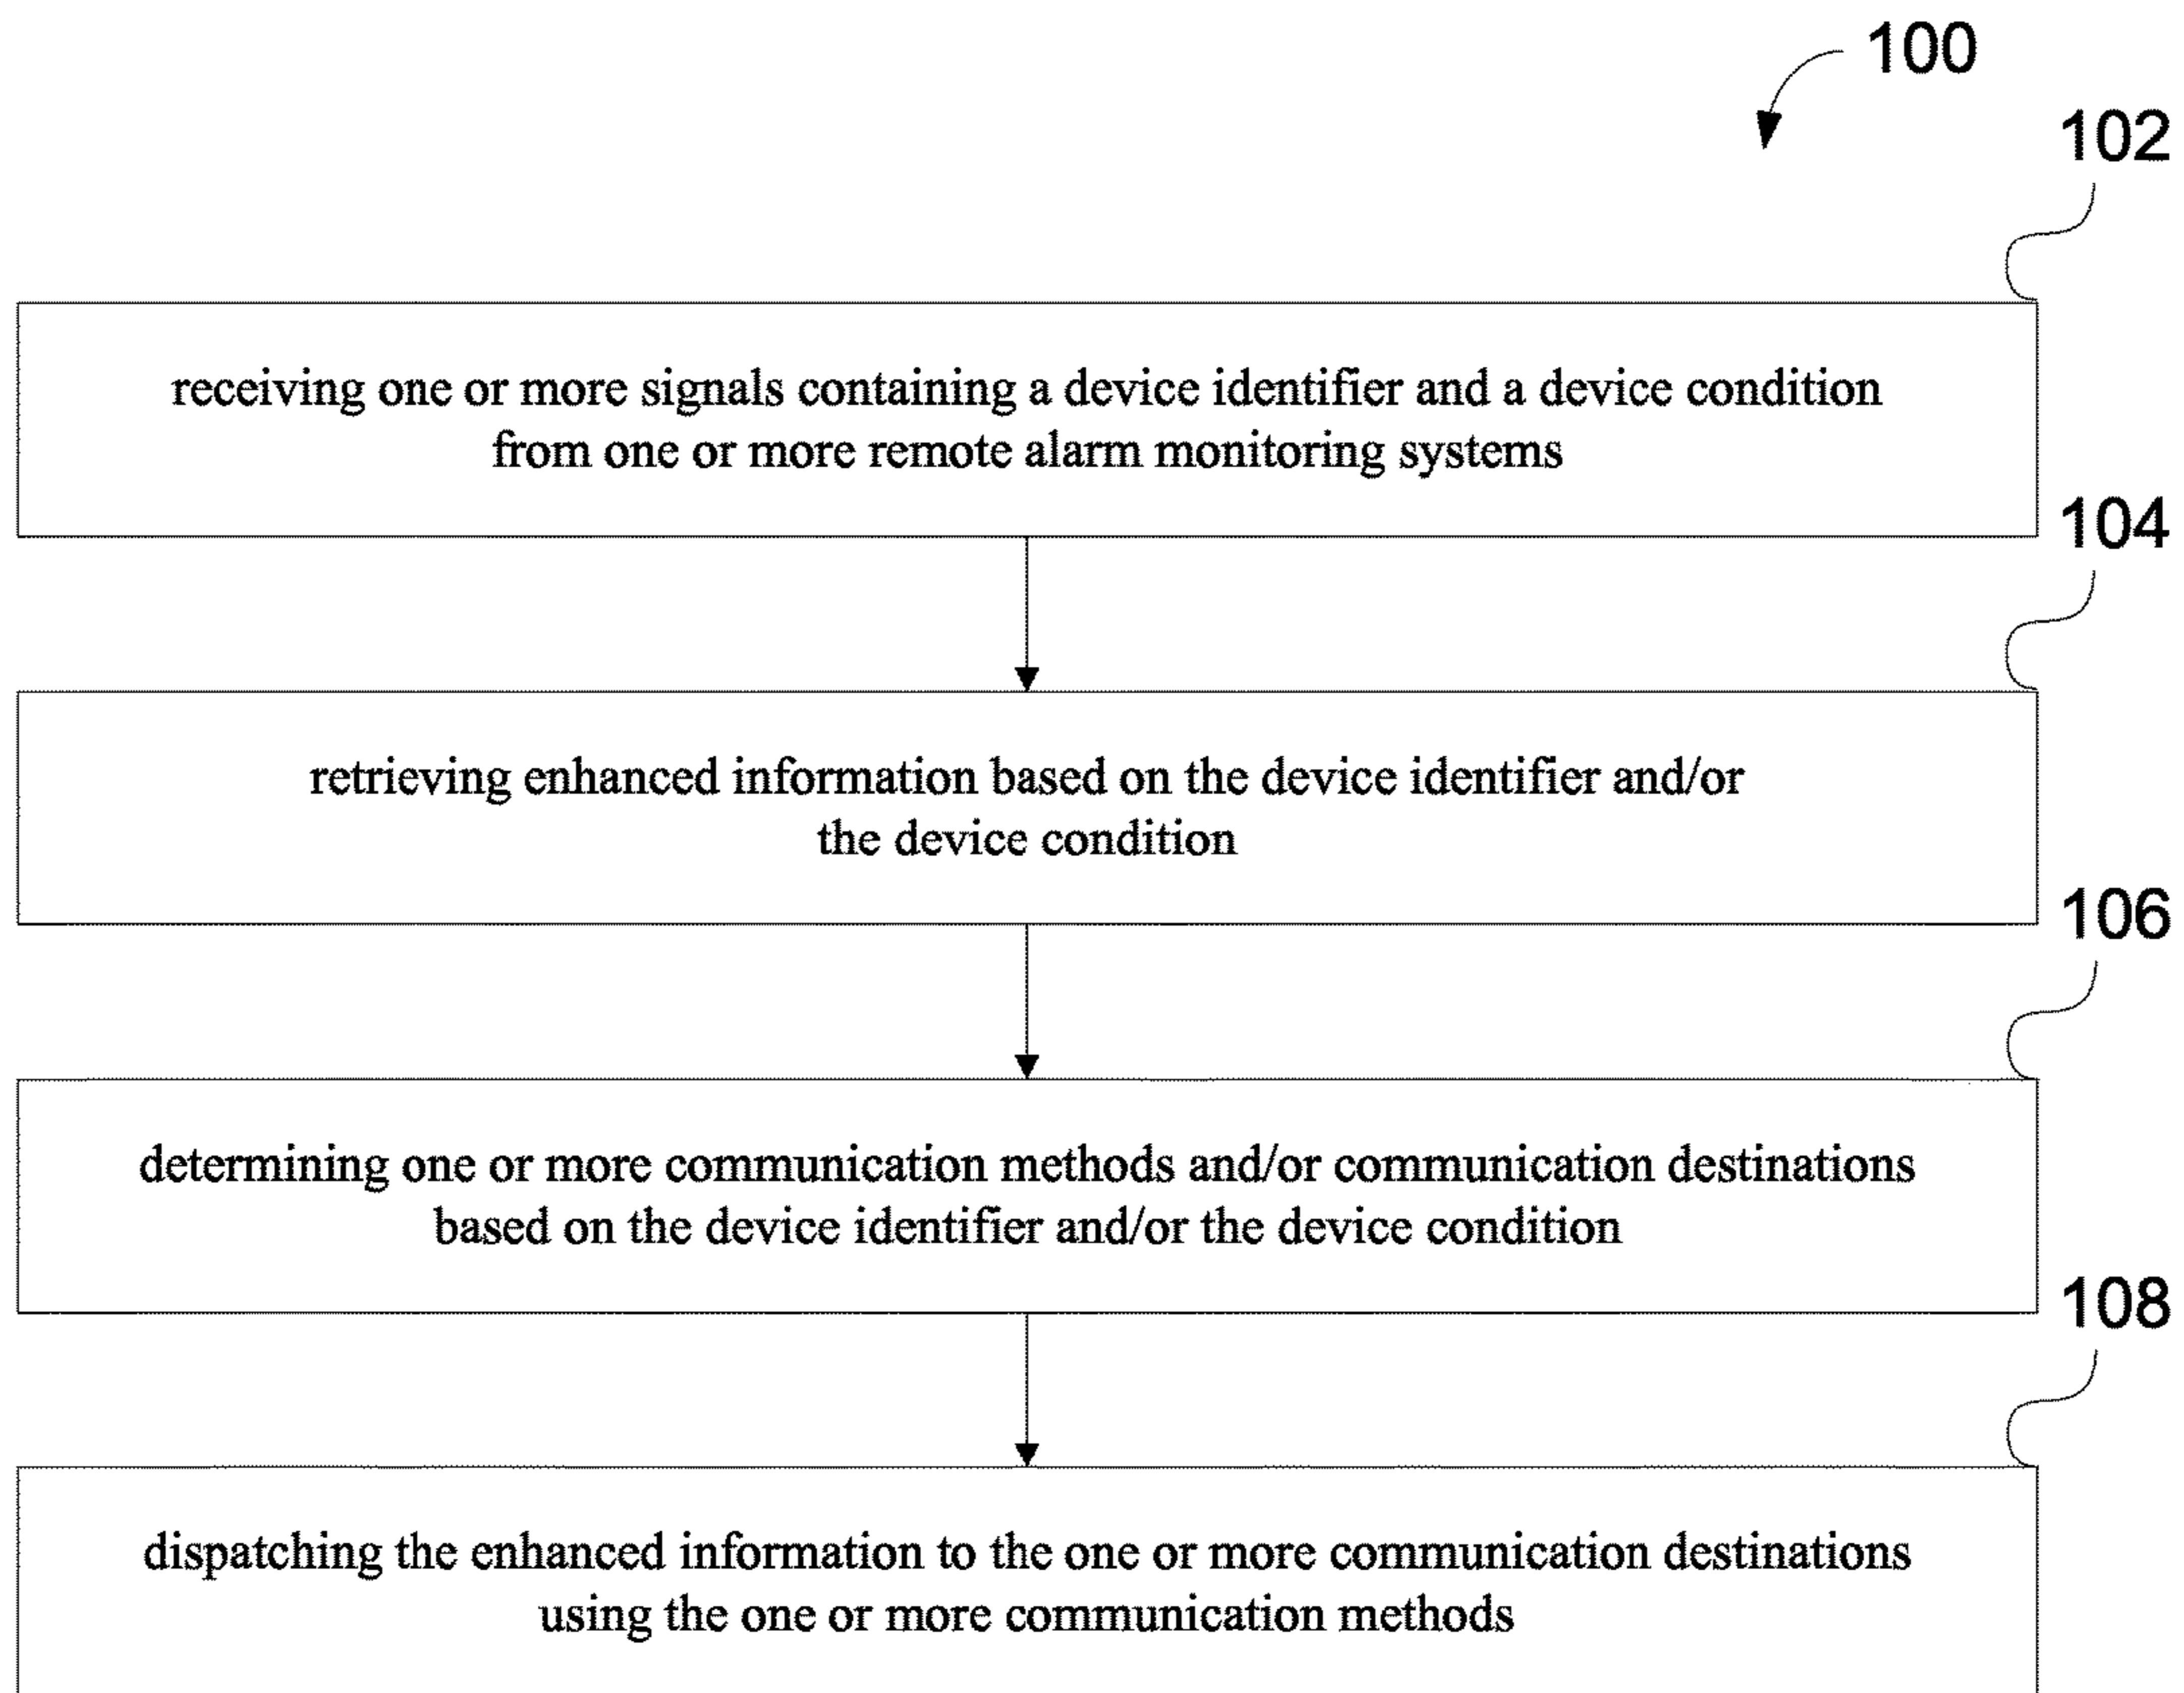 100
102
receiving one or more signals containing a device identifier and a device condition
from one or more remote alarm monitoring systems
104
retrieving enhanced information based on the device identifier and/or
the device condition
106
determining one or more communication methods and/or communication destinations
based on the device identifier and/or the device condition
108
dispatching the enhanced information to the one or more communication destinations
using the one or more communication methods